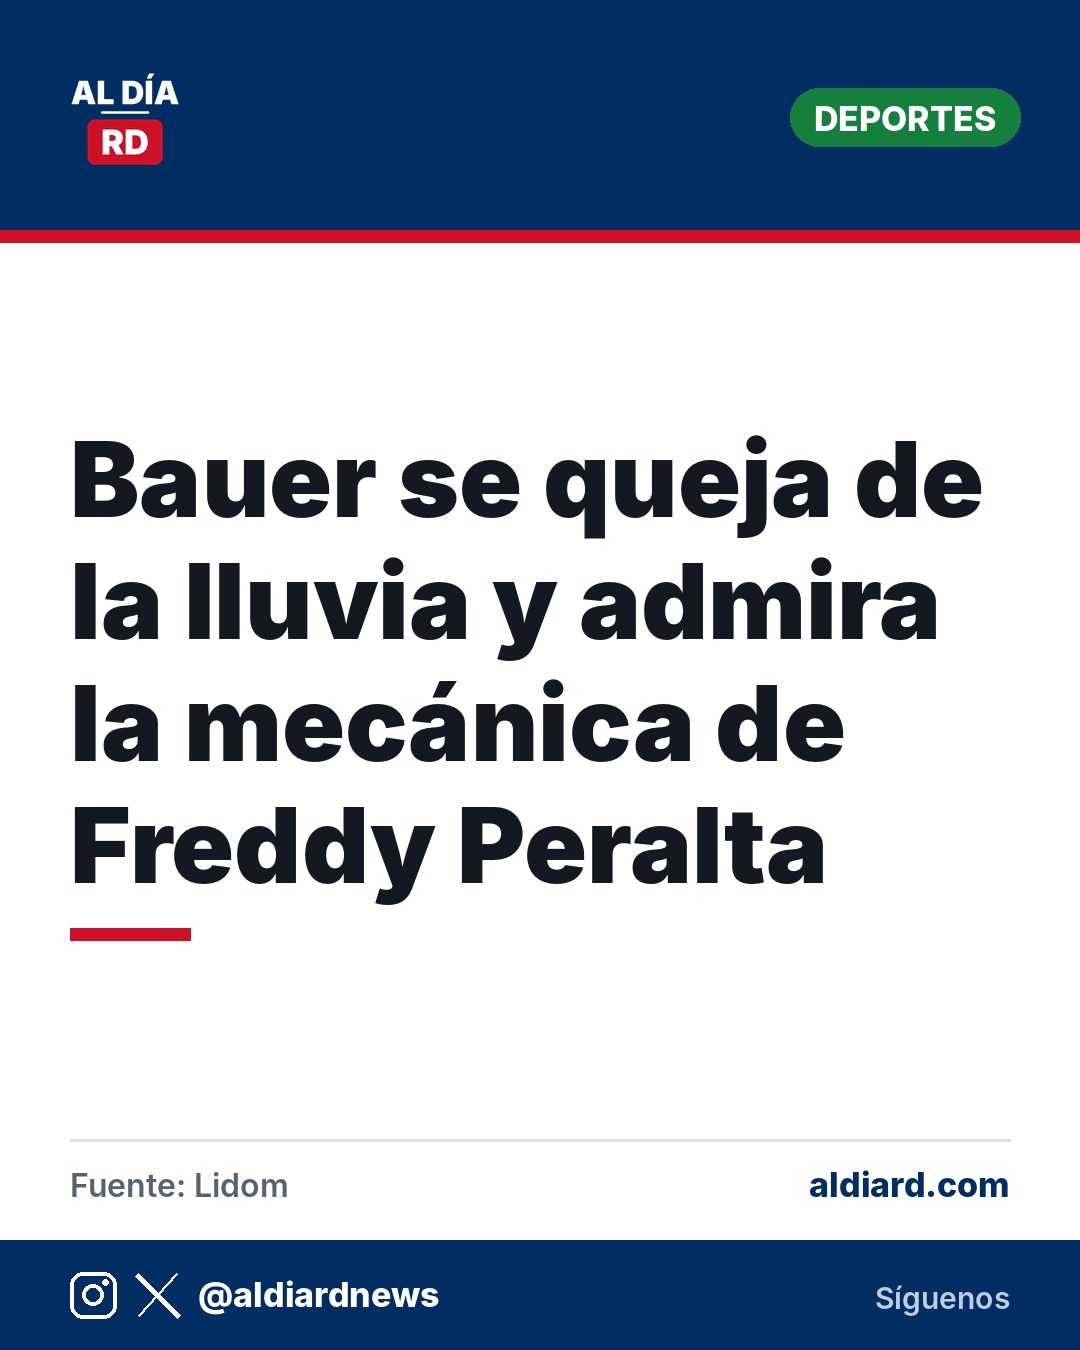 AL DÍA
RD
DEPORTES
Bauer se queja de
la lluvia y admira
la mecánica de
Freddy Peralta
Fuente: Lidom
aldiard.com
@aldiardnews
Síguenos